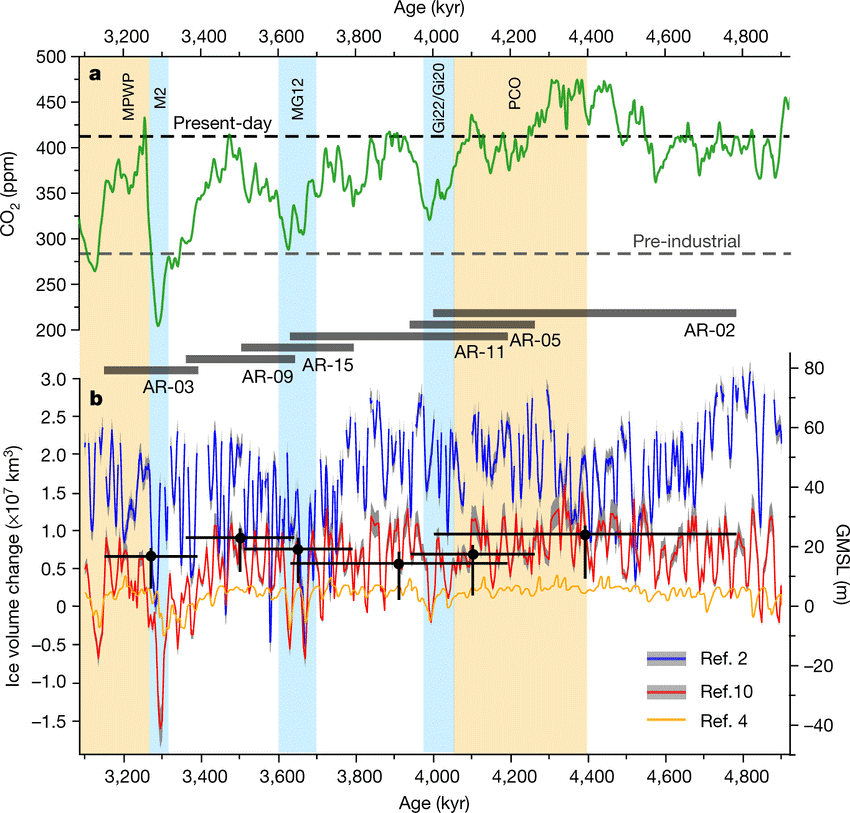 Age (kyr)
3,200 3,400 3,600 3,800 4,000 4,200 4,400 4,600 4,800
a
500
450
400
350
300
250
200
CO2 (ppm)
MPWP
M2
MG12
Gi22/Gi20
PCO
Present-day
Pre-industrial
AR-02
AR-05
AR-11
AR-15
AR-09
AR-03
b
3.0
2.5
2.0
1.5
1.0
0.5
0
−0.5
−1.0
−1.5
Ice volume change (×10⁷ km³)
80
60
40
20
0
−20
−40
GMSL (m)
Ref. 2
Ref.10
Ref. 4
3,200 3,400 3,600 3,800 4,000 4,200 4,400 4,600 4,800
Age (kyr)